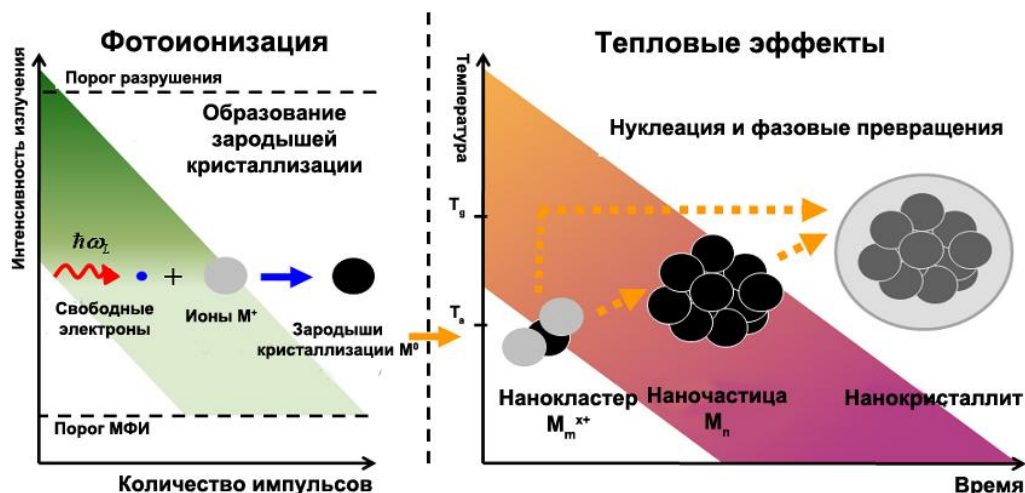 Фотоионизация
Интенсивность излучения
Порог разрушения
Образование
зародышей
кристаллизации
ħω_L
+
Свободные
электроны
Ионы M⁺
Зародыши
кристаллизации M⁰
Порог МФИ
Количество импульсов
Тепловые эффекты
Температура
Нуклеация и фазовые превращения
T_g
T_a
Нанокластер
M_m^x+
Наночастица
M_n
Нанокристаллит
Время